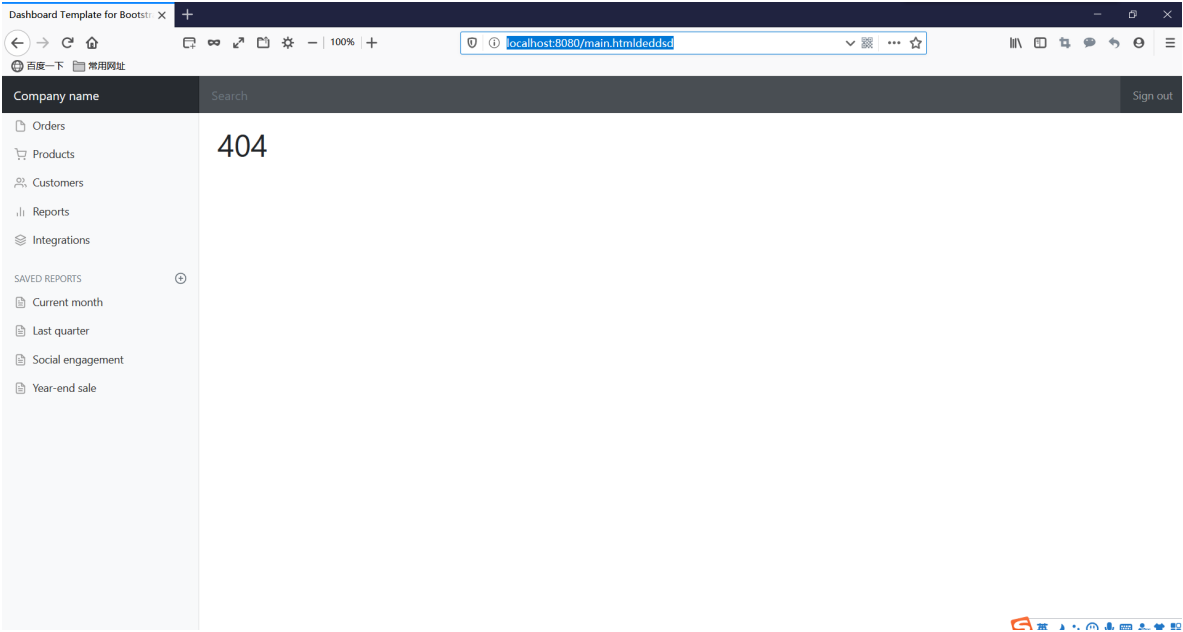 Dashboard Template for Bootstr
100%
localhost:8080/main.htmldeddsd
百度一下 常用网址
Company name Search Sign out
Orders
404
Products
Customers
Reports
Integrations
SAVED REPORTS
Current month
Last quarter
Social engagement
Year-end sale
英